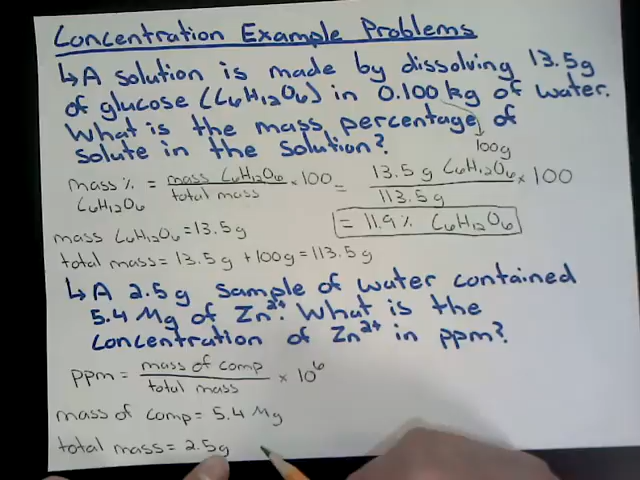 Concentration Example Problems
↳ A solution is made by dissolving 13.5g
of glucose (C6H12O6) in 0.100 kg of water.
What is the mass percentage of
100g
solute in the solution?
mass % C6H12O6 = mass C6H12O6 / total mass × 100 = 13.5 g C6H12O6 / 113.5 g × 100
= 11.9 % C6H12O6
mass C6H12O6 = 13.5 g
total mass = 13.5 g + 100g = 113.5 g
↳ A 2.5 g sample of water contained
5.4 Mg of Zn2+. What is the
concentration of Zn2+ in ppm?
ppm = mass of comp / total mass × 10^6
mass of comp = 5.4 Mg
total mass = 2.5g